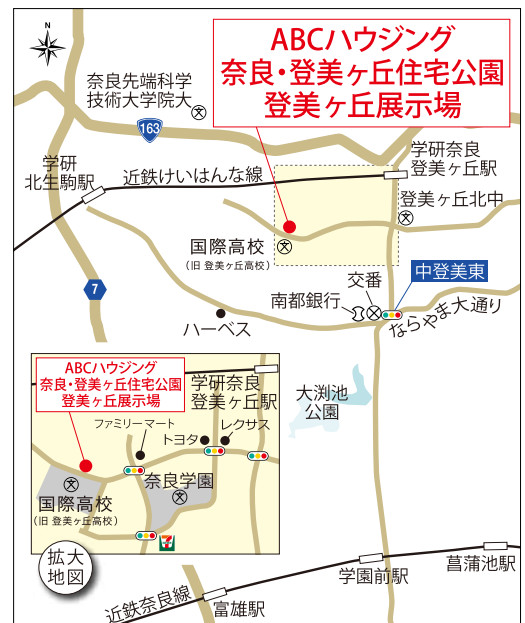 N
ABCハウジング
奈良・登美ヶ丘住宅公園
登美ヶ丘展示場
奈良先端科学
技術大学院大
文
163
学研
北生駒駅
近鉄けいはんな線
学研奈良
登美ヶ丘駅
登美ヶ丘北中
文
国際高校
(旧 登美ヶ丘高校)
文
7
中登美東
交番
南都銀行
ならやま大通り
ハーベス
大渕池
公園
ABCハウジング
奈良・登美ヶ丘住宅公園
登美ヶ丘展示場
学研奈良
登美ヶ丘駅
ファミリーマート
トヨタ
レクサス
奈良学園
文
文
国際高校
(旧 登美ヶ丘高校)
7
拡大
地図
近鉄奈良線
富雄駅
学園前駅
菖蒲池駅